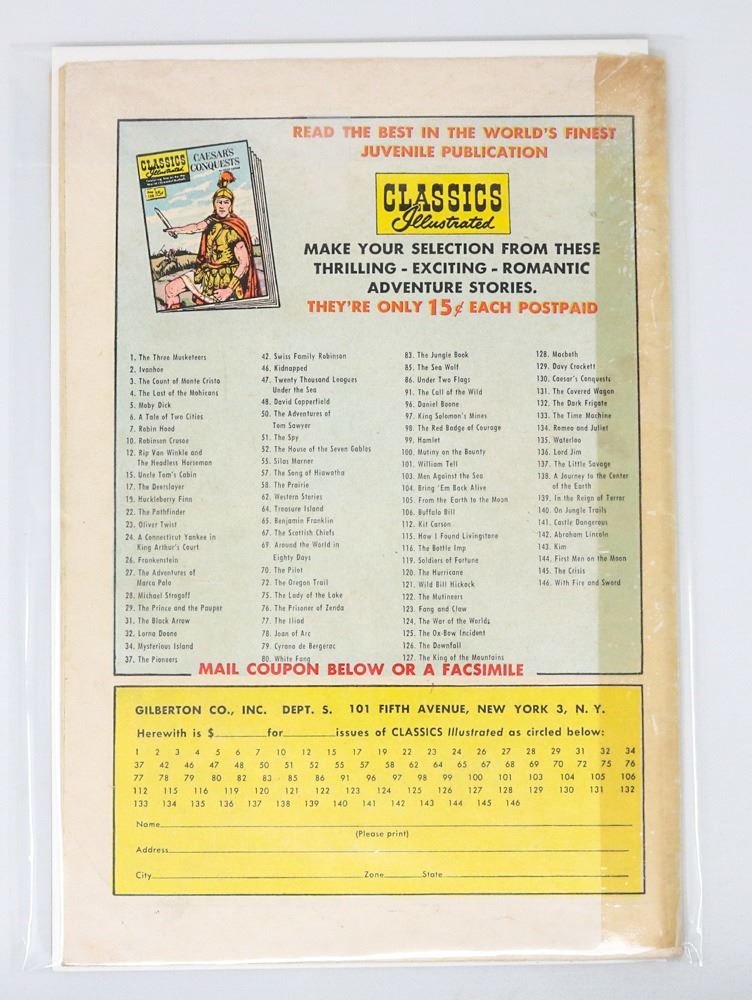 READ THE BEST IN THE WORLD'S FINEST
JUVENILE PUBLICATION
CLASSICS
Illustrated
CAESAR'S
CONQUESTS
CLASSICS
Illustrated
MAKE YOUR SELECTION FROM THESE
THRILLING - EXCITING - ROMANTIC
ADVENTURE STORIES.
THEY'RE ONLY 15¢ EACH POSTPAID
1. The Three Musketeers
2. Ivanhoe
3. The Count of Monte Cristo
4. The Last of the Mohicans
5. Moby Dick
6. A Tale of Two Cities
7. Robin Hood
10. Robinson Crusoe
12. Rip Van Winkle and
The Headless Horseman
15. Uncle Tom's Cabin
17. The Deerslayer
19. Huckleberry Finn
22. The Pathfinder
23. Oliver Twist
24. A Connecticut Yankee in
King Arthur's Court
26. Frankenstein
27. The Adventures of
Marco Polo
28. Michael Strogoff
29. The Prince and the Pauper
31. The Black Arrow
32. Lorna Doone
34. Mysterious Island
37. The Pioneers
42. Swiss Family Robinson
46. Kidnapped
47. Twenty Thousand Leagues
Under the Sea
48. David Copperfield
50. The Adventures of
Tom Sawyer
51. The Spy
52. The House of the Seven Gables
55. Silas Marner
57. The Song of Hiawatha
58. The Prairie
62. Western Stories
64. Treasure Island
65. Benjamin Franklin
67. The Scottish Chiefs
69. Around the World in
Eighty Days
70. The Pilot
72. The Oregon Trail
75. The Lady of the Lake
76. The Prisoner of Zenda
77. The Iliad
78. Joan of Arc
79. Cyrano de Bergerac
80. White Fang
83. The Jungle Book
85. The Sea Wolf
86. Under Two Flags
91. The Call of the Wild
96. Daniel Boone
97. King Solomon's Mines
98. The Red Badge of Courage
99. Hamlet
100. Mutiny on the Bounty
101. William Tell
103. Men Against the Sea
104. Bring 'Em Back Alive
105. From the Earth to the Moon
106. Buffalo Bill
112. Kit Carson
115. How I Found Livingstone
116. The Bottle Imp
119. Soldiers of Fortune
120. The Hurricane
121. Wild Bill Hickock
122. The Mutineers
123. Fang and Claw
124. The War of the Worlds
125. The Ox-Bow Incident
126. The Downfall
127. The King of the Mountains
128. Macbeth
129. Davy Crockett
130. Caesar's Conquests
131. The Covered Wagon
132. The Dark Frigate
133. The Time Machine
134. Romeo and Juliet
135. Waterloo
136. Lord Jim
137. The Little Savage
138. A Journey to the Center
of the Earth
139. In the Reign of Terror
140. On Jungle Trails
141. Castle Dangerous
142. Abraham Lincoln
143. Kim
144. First Men on the Moon
145. The Crisis
146. With Fire and Sword
MAIL COUPON BELOW OR A FACSIMILE
GILBERTON CO., INC. DEPT. S. 101 FIFTH AVENUE, NEW YORK 3, N. Y.
Herewith is $ for issues of CLASSICS Illustrated as circled below:
1 2 3 4 5 6 7 10 12 15 17 19 22 23 24 26 27 28 29 31 32 34
37 42 46 47 48 50 51 52 55 57 58 62 64 65 67 68 69 70 72 75 76
77 78 79 80 82 83 85 86 91 96 97 98 99 100 101 103 104 105 106
112 115 116 119 120 121 122 123 124 125 126 127 128 129 130 131 132
133 134 135 136 137 138 139 140 141 142 143 144 145 146
Name
(Please print)
Address
City Zone State